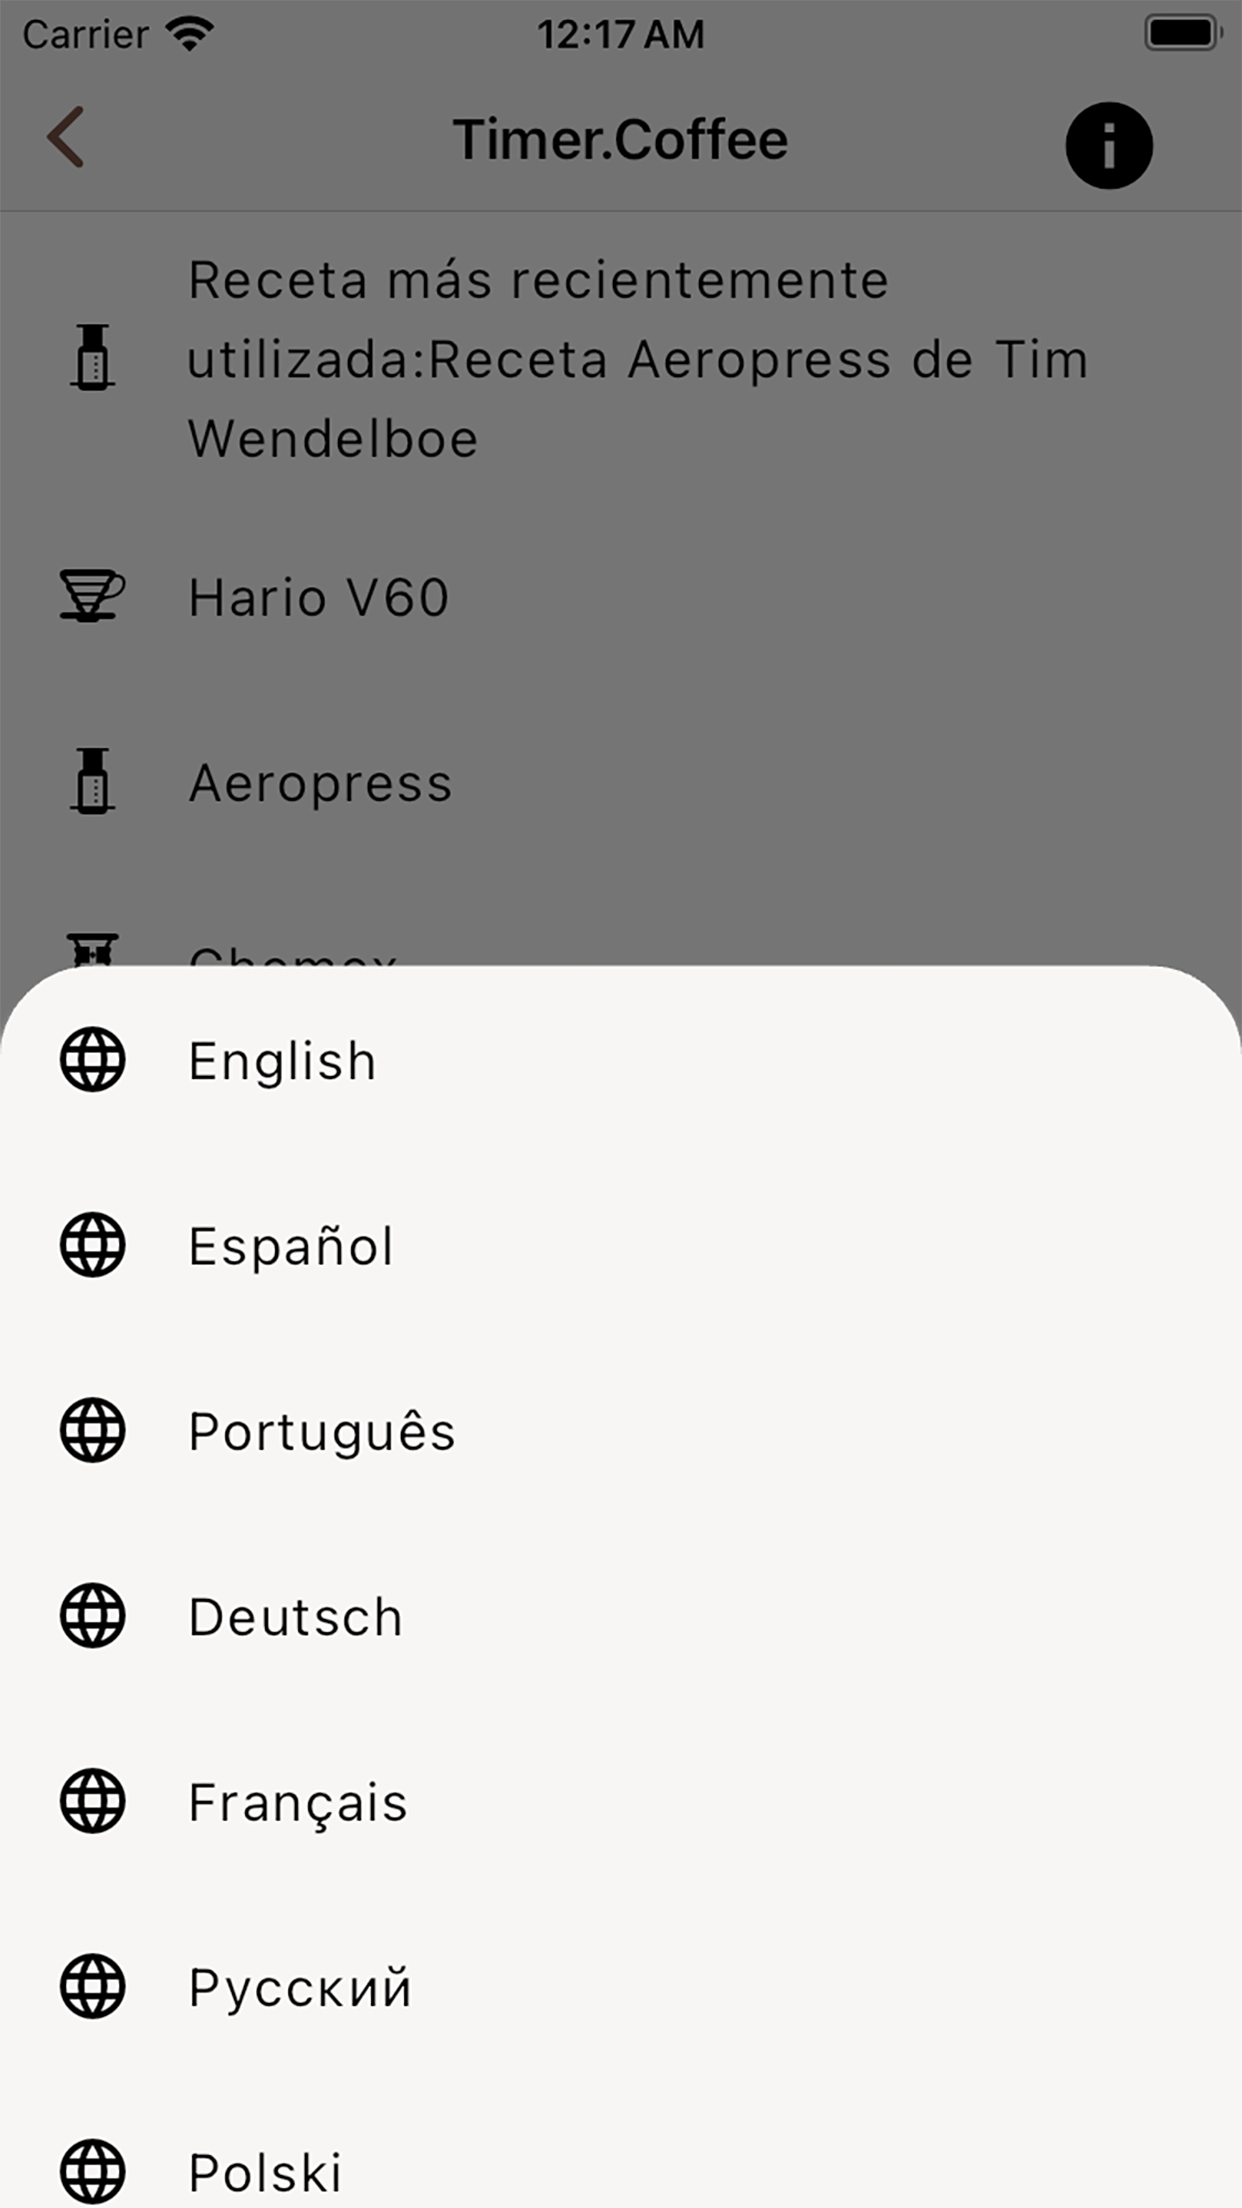 Carrier 12:17 AM
Timer.Coffee
Receta más recientemente
utilizada:Receta Aeropress de Tim
Wendelboe
Hario V60
Aeropress
Chemex
English
Español
Português
Deutsch
Français
Русский
Polski